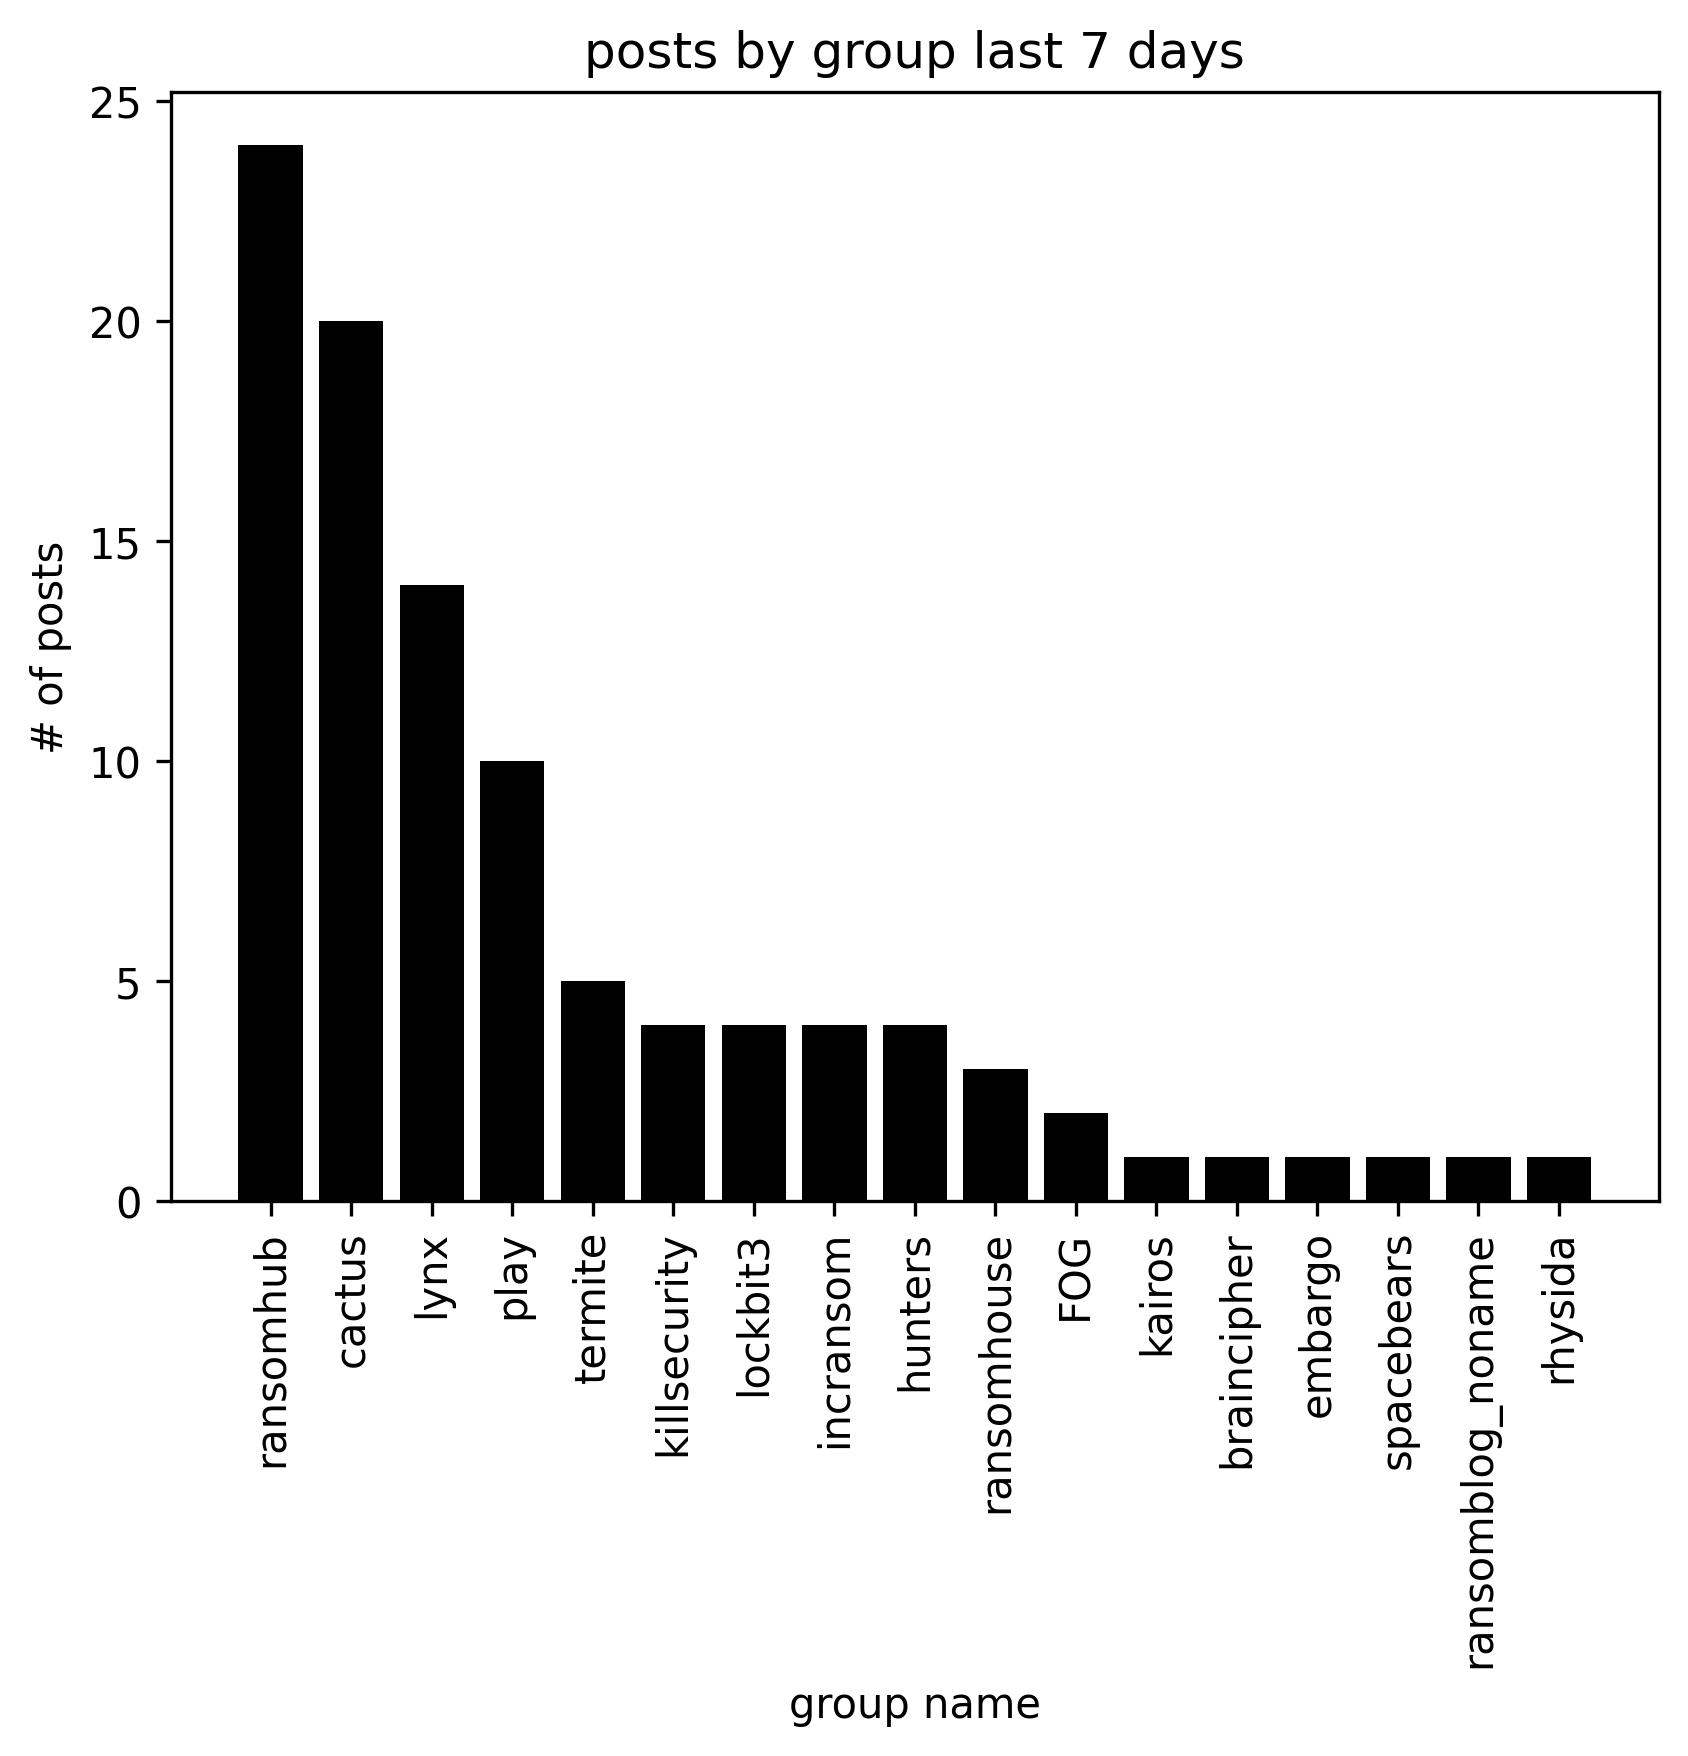 posts by group last 7 days
25
20
15
10
5
0
# of posts
ransomhub
cactus
lynx
play
termite
killsecurity
lockbit3
incransom
hunters
ransomhouse
FOG
kairos
braincipher
embargo
spacebears
ransomblog_noname
rhysida
group name